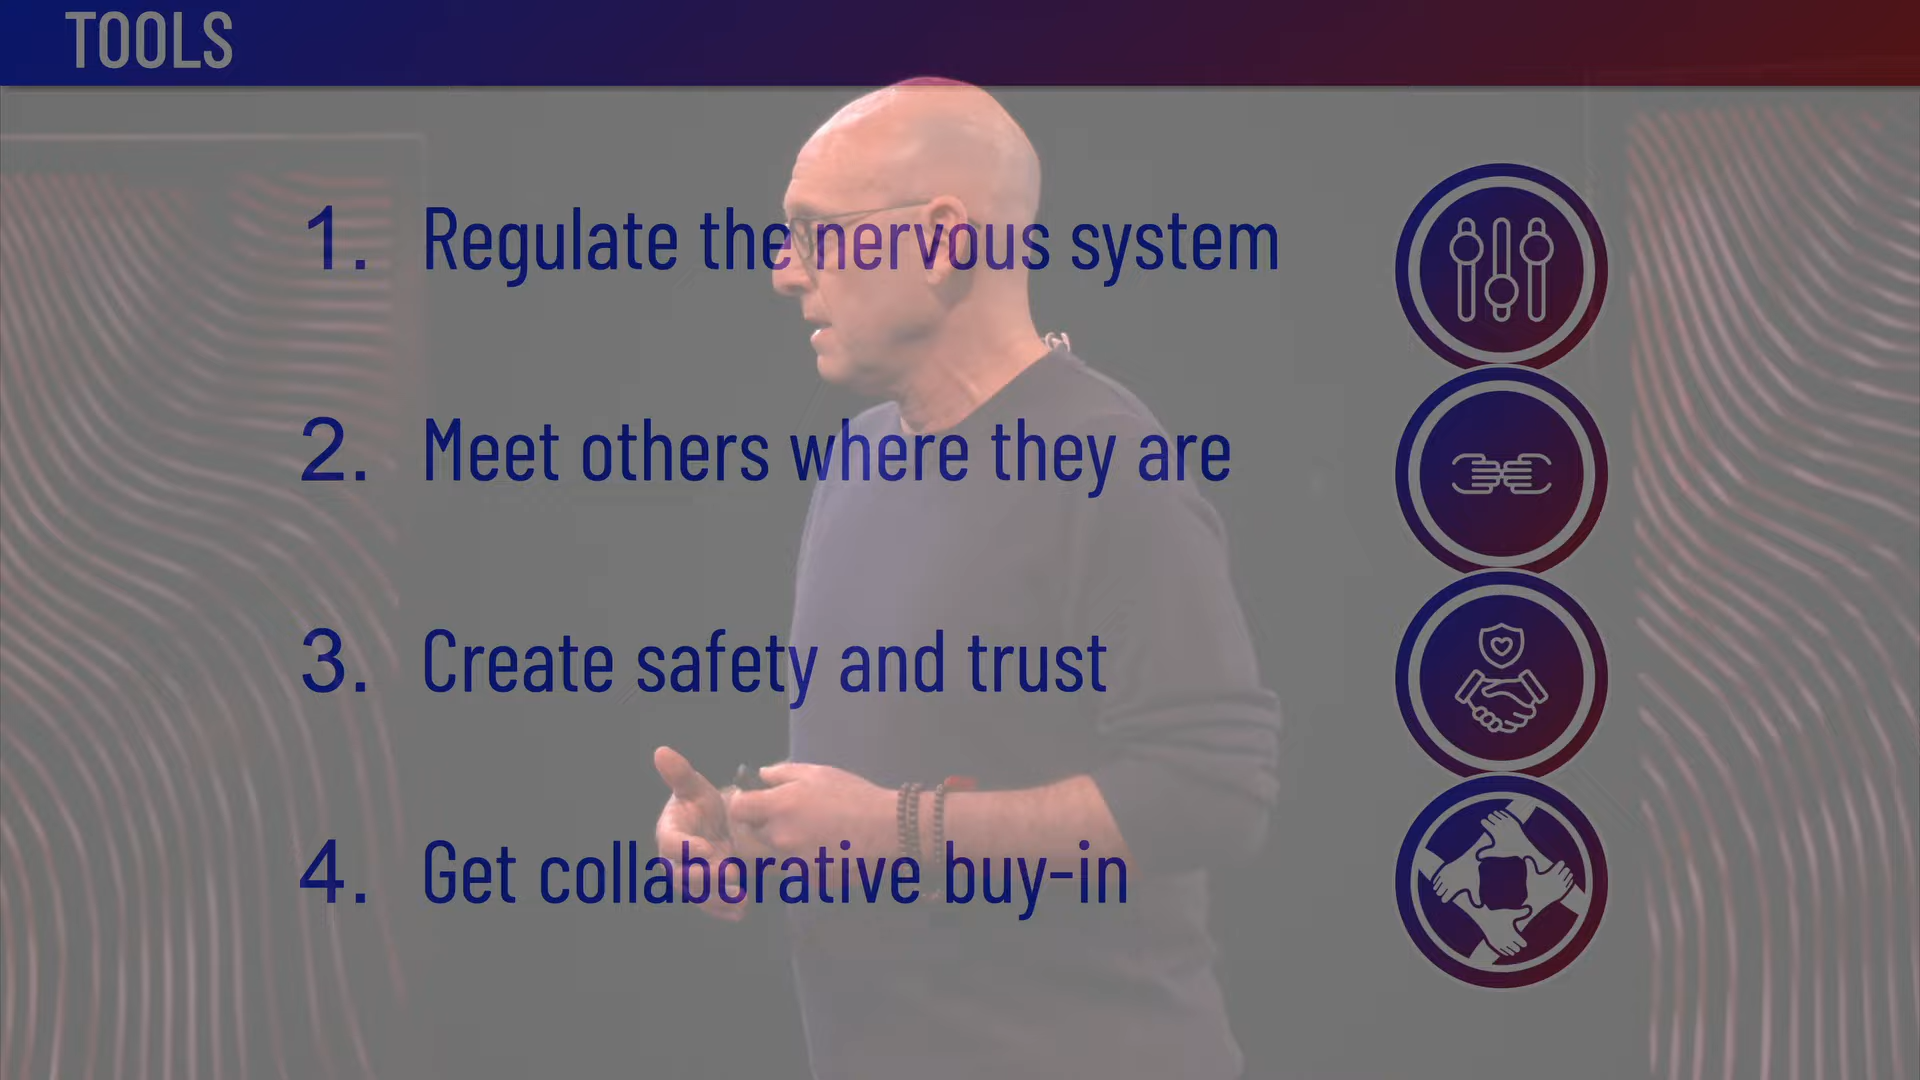 TOOLS
1. Regulate the nervous system
2. Meet others where they are
3. Create safety and trust
4. Get collaborative buy-in